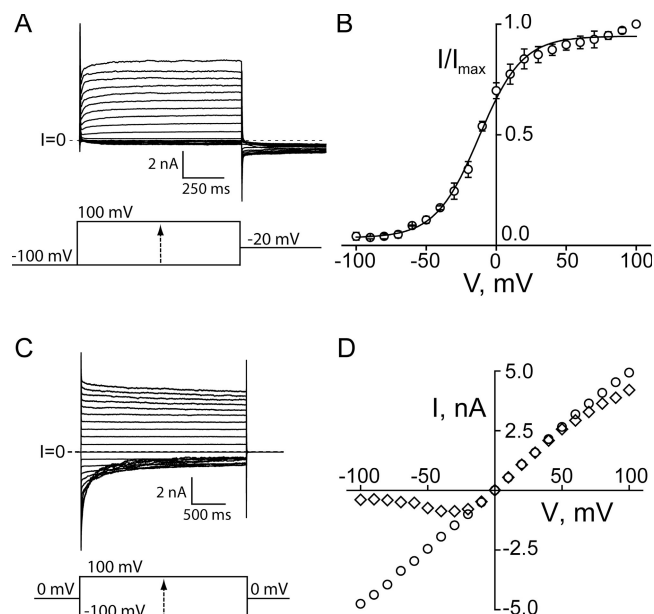 A
I=0
2 nA
250 ms
100 mV
-100 mV
-20 mV
B
I/Imax
1.0
0.5
0.0
-100 -50 0 50 100
V, mV
C
I=0
2 nA
500 ms
100 mV
0 mV
0 mV
-100 mV
D
I, nA
5.0
2.5
-100 -50 50 100
V, mV
-2.5
-5.0